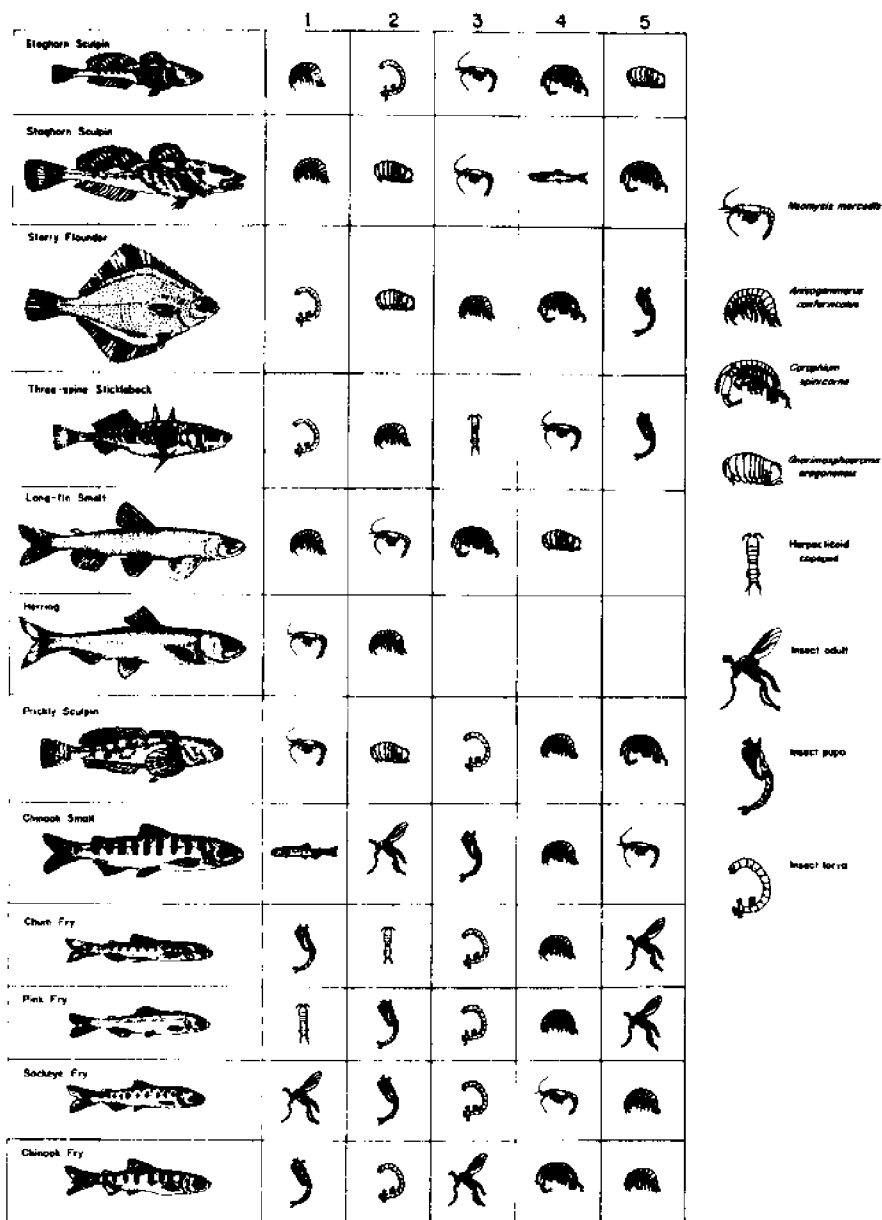 1 2 3 4 5
Staghorn Sculpin
Staghorn Sculpin
Starry Flounder
Three-spine Stickleback
Long-fin Smelt
Herring
Prickly Sculpin
Chinook Smolt
Chum Fry
Pink Fry
Sockeye Fry
Chinook Fry
Neomysis mercedis
Anisogammarus
confervicolus
Corophium
spinicorne
Gnorimosphaeroma
oregonensis
Harpacticoid
copepod
Insect adult
Insect pupa
Insect larva